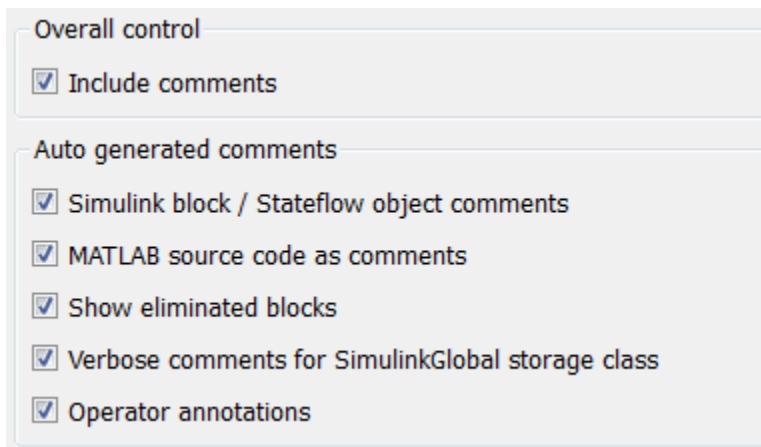 Overall control
Include comments
Auto generated comments
Simulink block / Stateflow object comments
MATLAB source code as comments
Show eliminated blocks
Verbose comments for SimulinkGlobal storage class
Operator annotations